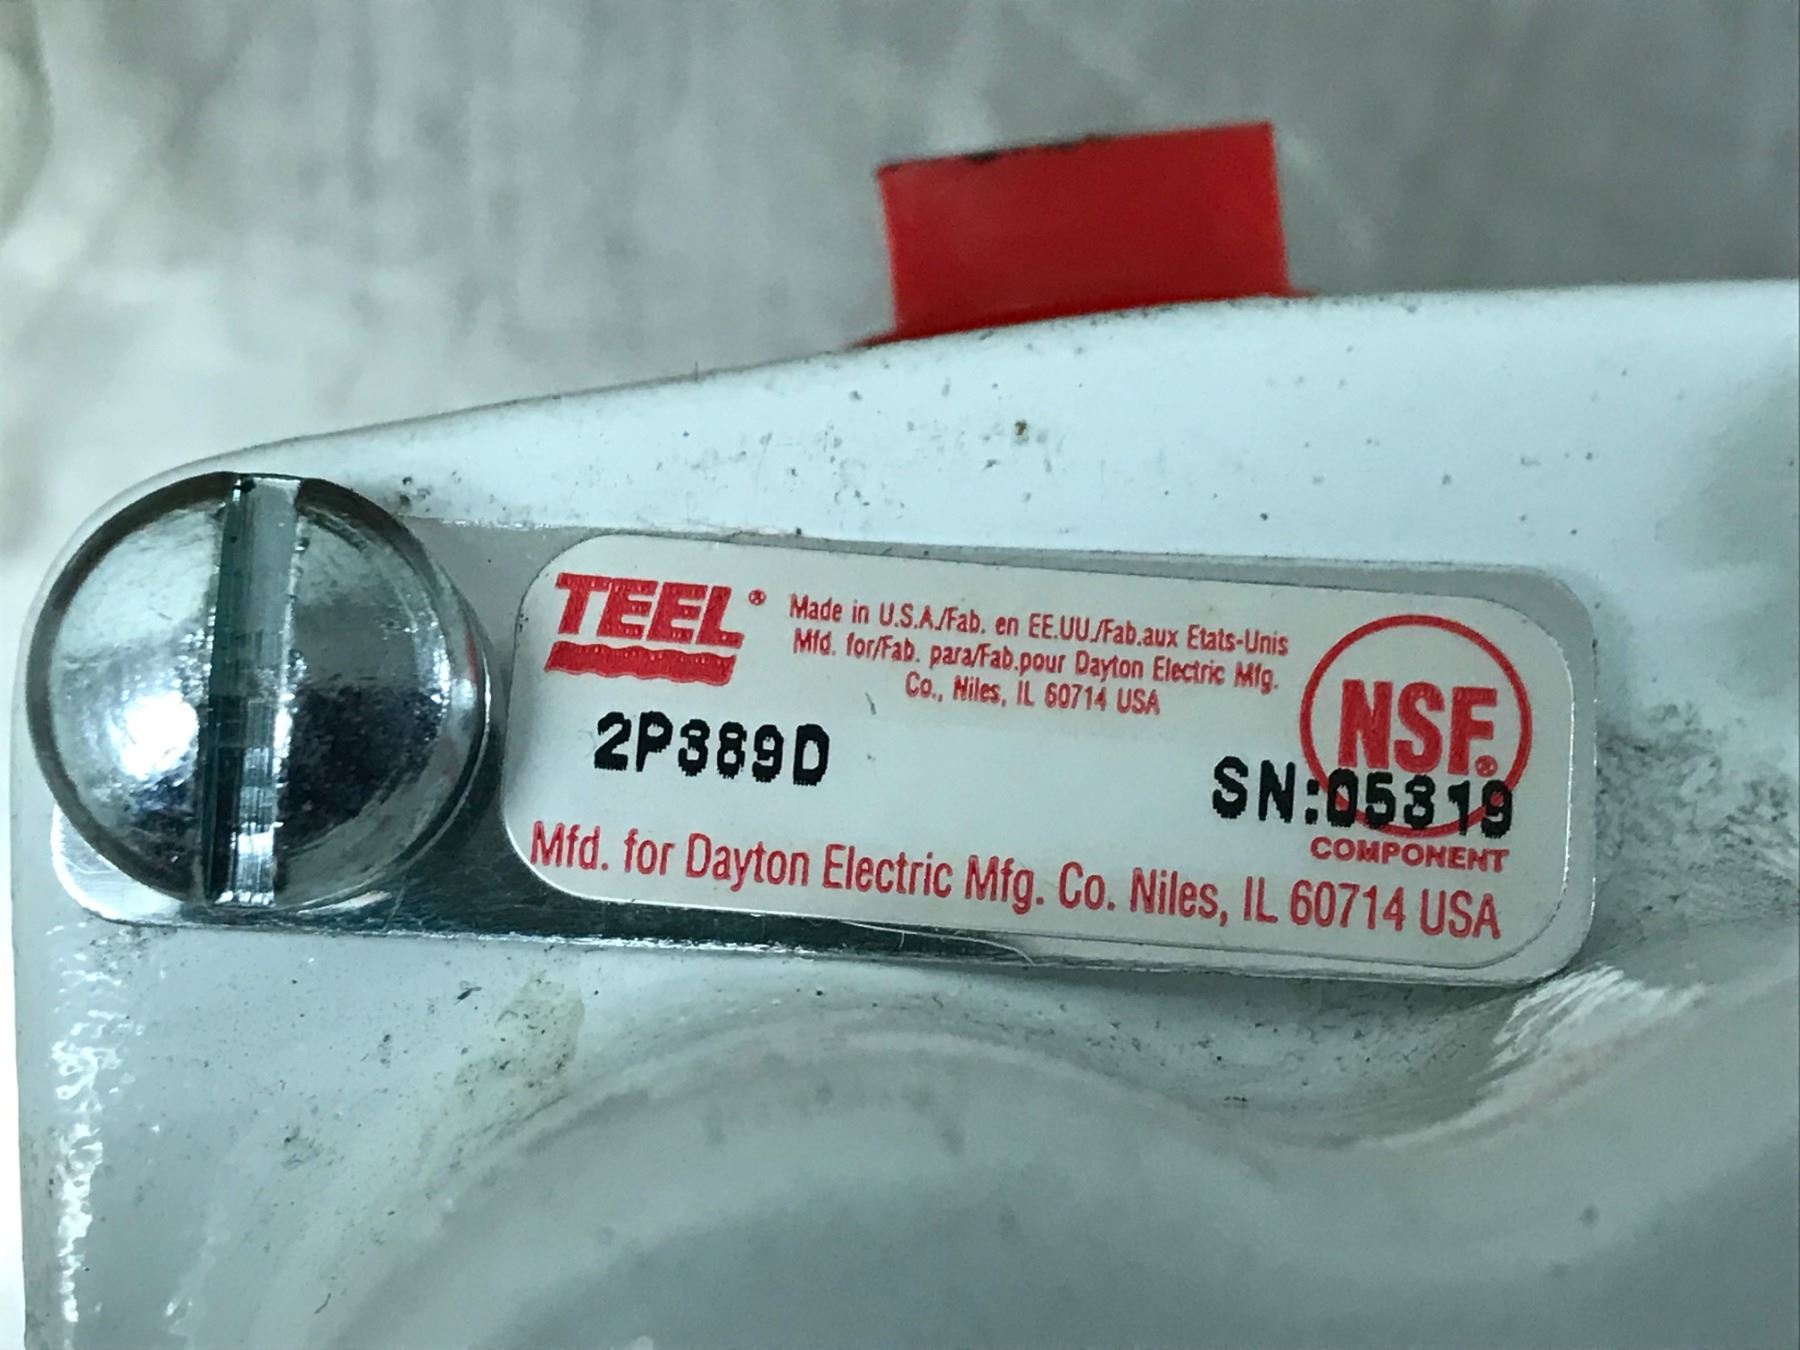 TEEL®
Made in U.S.A./Fab. en EE.UU./Fab.aux Etats-Unis
Mfd. for/Fab. para/Fab.pour Dayton Electric Mfg.
Co., Niles, IL 60714 USA
NSF®
2P389D
SN:05319
COMPONENT
Mfd. for Dayton Electric Mfg. Co. Niles, IL 60714 USA